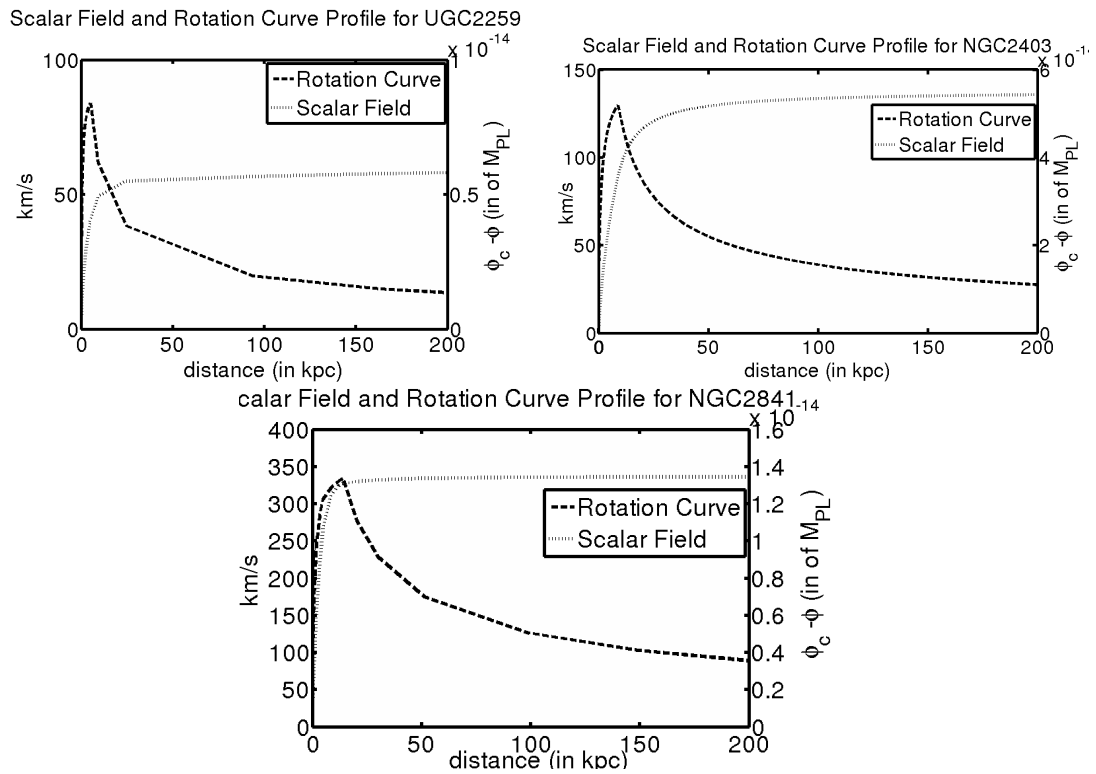 Scalar Field and Rotation Curve Profile for UGC2259
x 10-14
100
50
0
km/s
Rotation Curve
Scalar Field
1
0.5
0
ϕc -ϕ (in of MPL)
0 50 100 150 200
distance (in kpc)
Scalar Field and Rotation Curve Profile for NGC2403
x 10-1
150
100
50
0
km/s
Rotation Curve
Scalar Field
6
4
2
0
ϕc -ϕ (in of MPL)
0 50 100 150 200
distance (in kpc)
calar Field and Rotation Curve Profile for NGC2841
x 10-14
400
350
300
250
200
150
100
50
0
km/s
Rotation Curve
Scalar Field
1.6
1.4
1.2
1
0.8
0.6
0.4
0.2
0
ϕc -ϕ (in of MPL)
0 50 100 150 200
distance (in kpc)